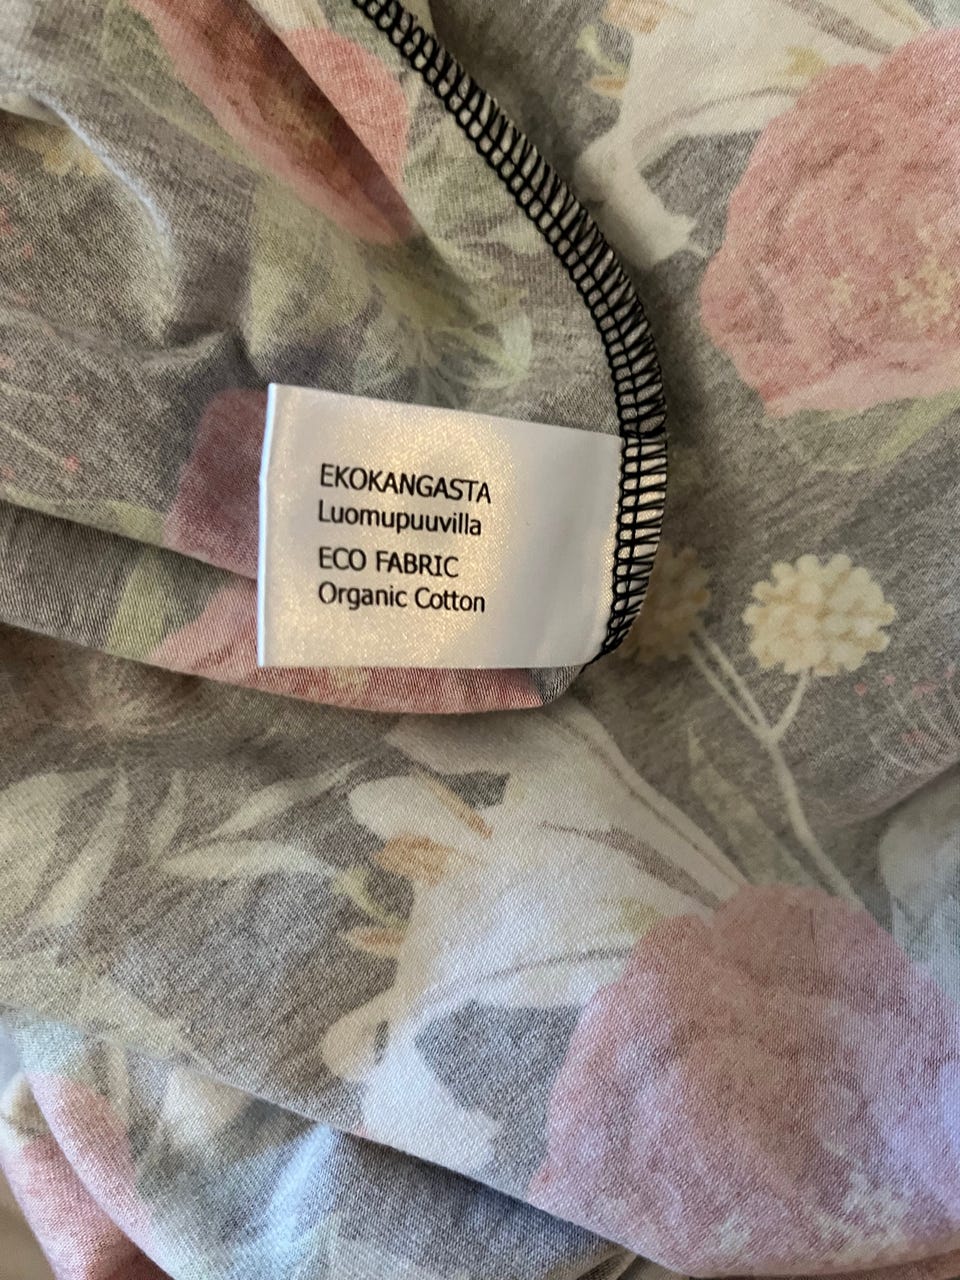 EKOKANGASTA
Luomupuuvilla
ECO FABRIC
Organic Cotton